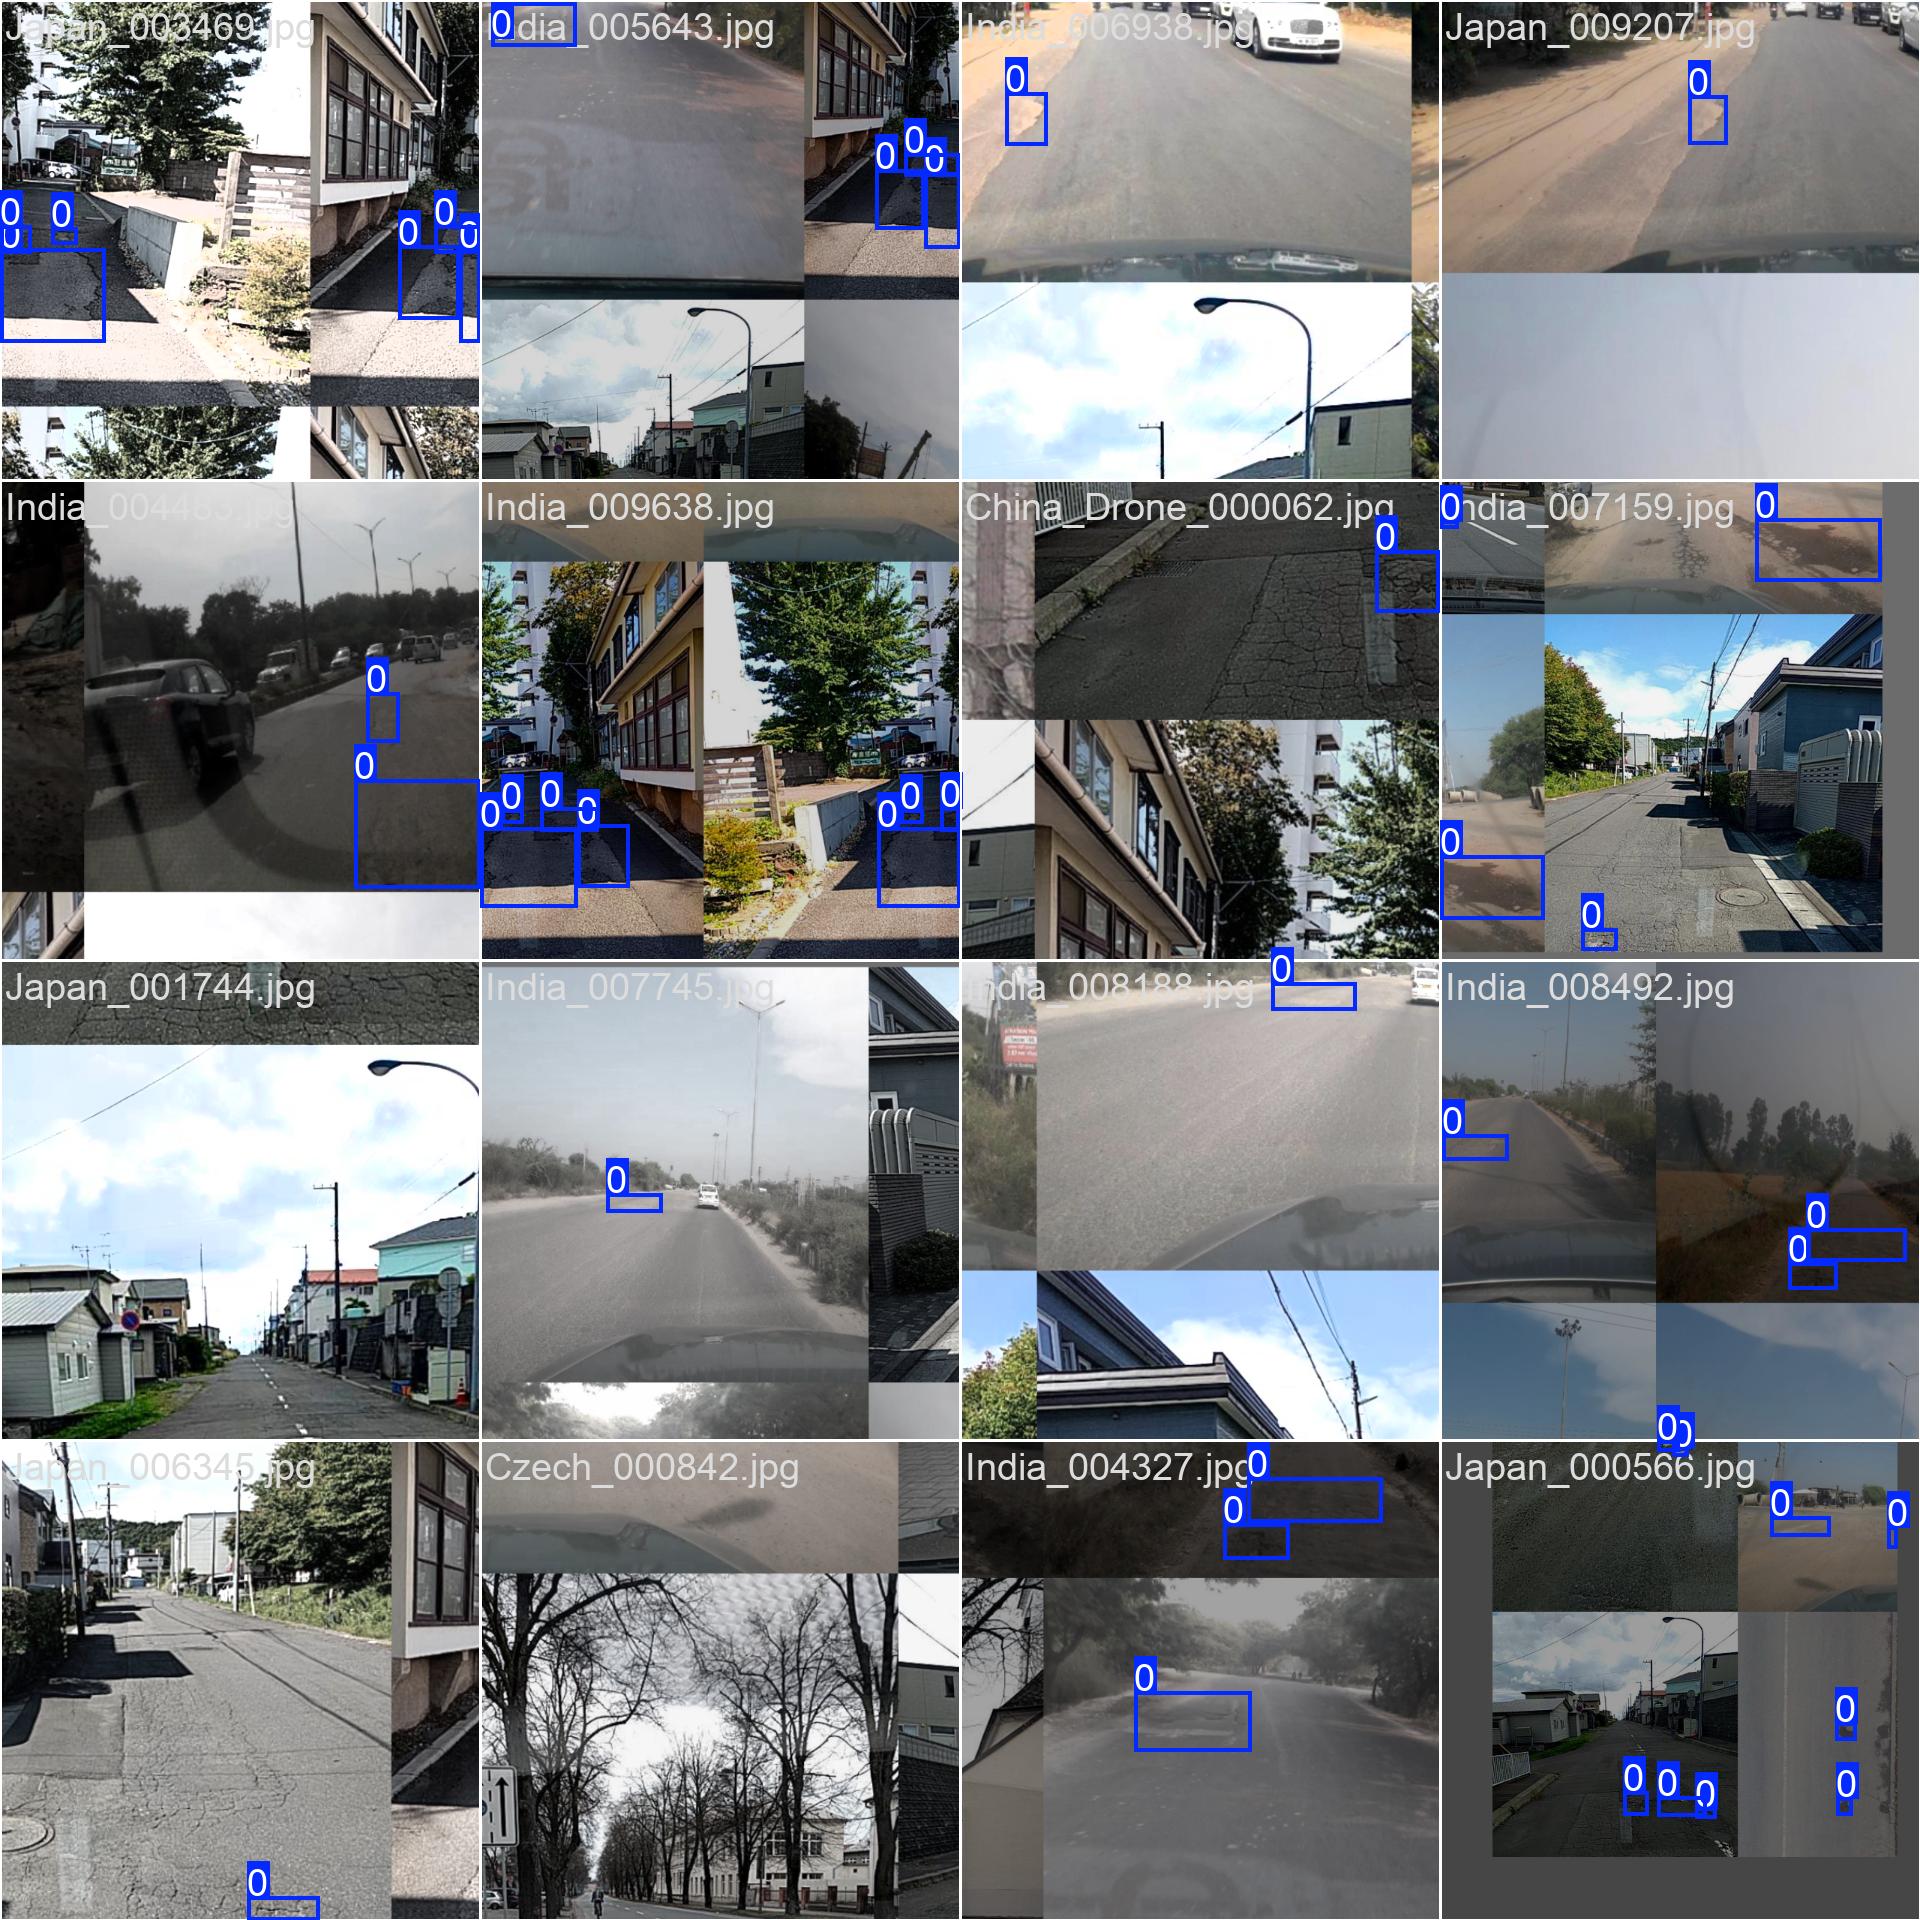 Japan_003469.jpg
India_005643.jpg
India_006938.jpg
Japan_009207.jpg
0
0
0
0
0
0
0
0
0
0
0
0
0
India_004483.jpg
India_009638.jpg
China_Drone_000062.jpg
India_007159.jpg
0
0
0
0
0
0
0
0
0
0
0
0
0
0
Japan_001744.jpg
India_007745.jpg
India_008188.jpg
India_008492.jpg
0
0
0
0
0
0
0
Japan_006345.jpg
Czech_000842.jpg
India_004327.jpg
Japan_000566.jpg
0
0
0
0
0
0
0
0
0
0
0